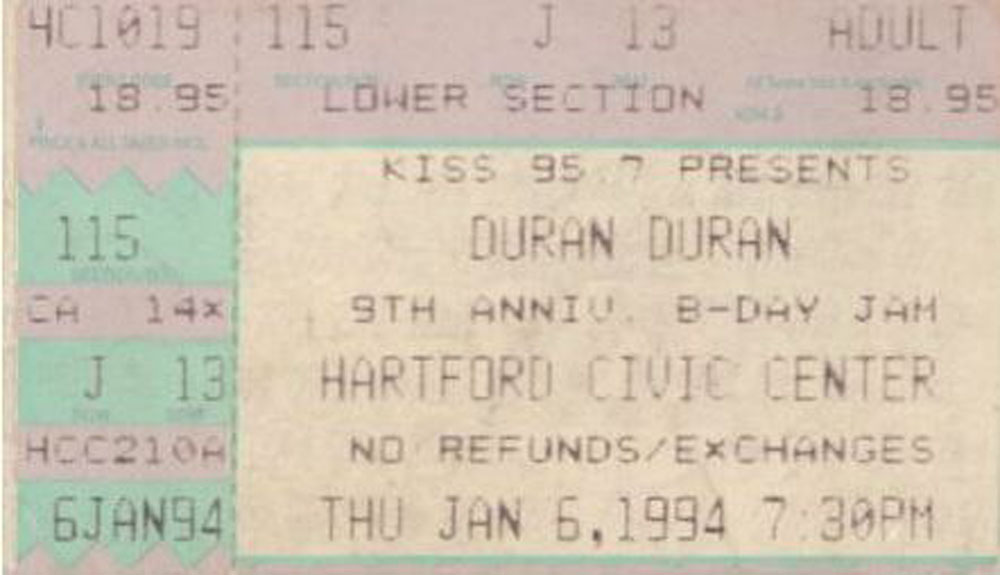 HC1019 115 J 13 ADULT
18.95 LOWER SECTION 18.95
KISS 95.7 PRESENTS
115 DURAN DURAN
CA 14x 9TH ANNIV. B-DAY JAM
J 13 HARTFORD CIVIC CENTER
HCC210A NO REFUNDS/EXCHANGES
6JAN94 THU JAN 6,1994 7:30PM